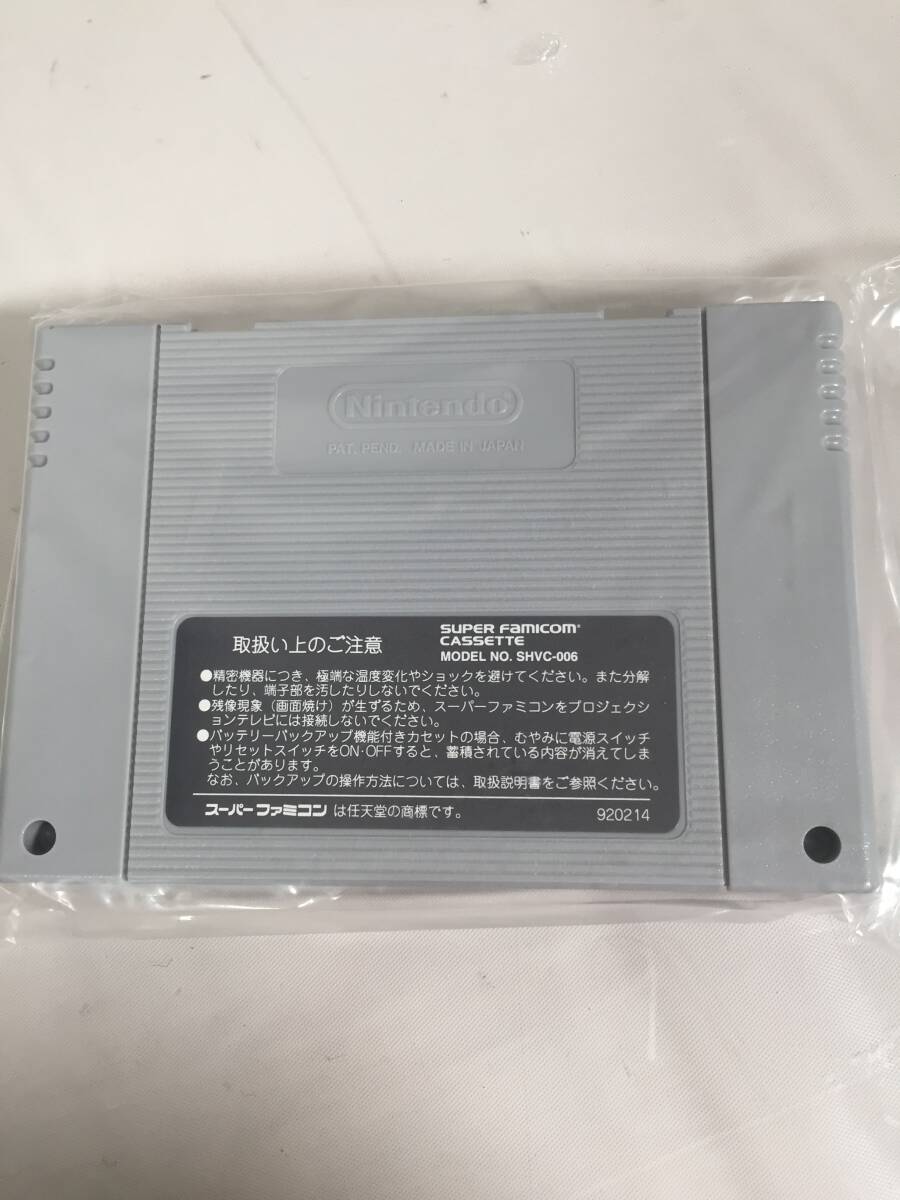 Nintendo
PAT. PEND. MADE IN JAPAN
取扱い上のご注意
SUPER FAMICOM®
CASSETTE
MODEL NO. SHVC-006
●精密機器につき、極端な温度変化やショックを避けてください。また分解
したり、端子部を汚したりしないでください。
●残像現象（画面焼け）が生ずるため、スーパーファミコンをプロジェクシ
ョンテレビには接続しないでください。
●バッテリーバックアップ機能付きカセットの場合、むやみに電源スイッチ
やリセットスイッチをON·OFFすると、蓄積されている内容が消えてしま
うことがあります。
なお、バックアップの操作方法については、取扱説明書をご参照ください。
スーパーファミコン は任天堂の商標です。
920214